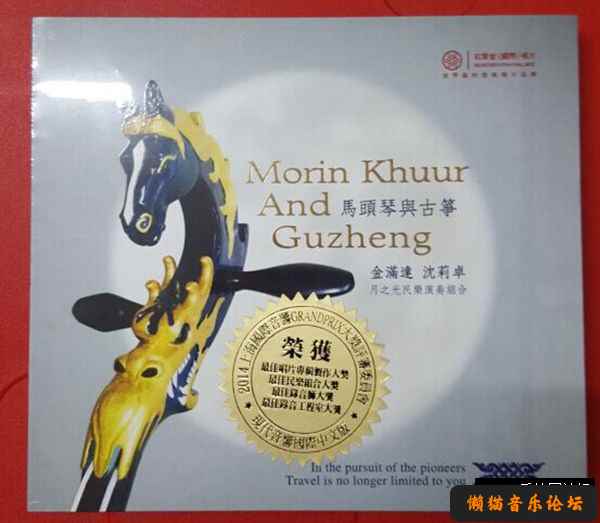 Morin Khuur
And 馬頭琴與古箏
Guzheng
金滿達 沈莉卓
月之光民樂演奏組合
2014上海國際音響GRANDPRIX大獎評審委員會
榮獲
最佳唱片專輯製作人獎
最佳民樂組合大獎
最佳錄音師大獎
最佳錄音工程室大獎
In the pursuit of the pioneers
Travel is no longer limited to you
懒猫音乐论坛